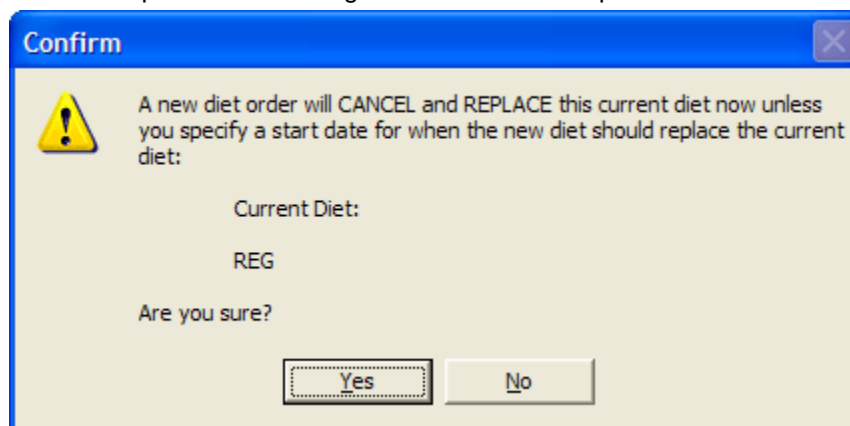 Confirm
A new diet order will CANCEL and REPLACE this current diet now unless
you specify a start date for when the new diet should replace the current
diet:
Current Diet:
REG
Are you sure?
Yes
No